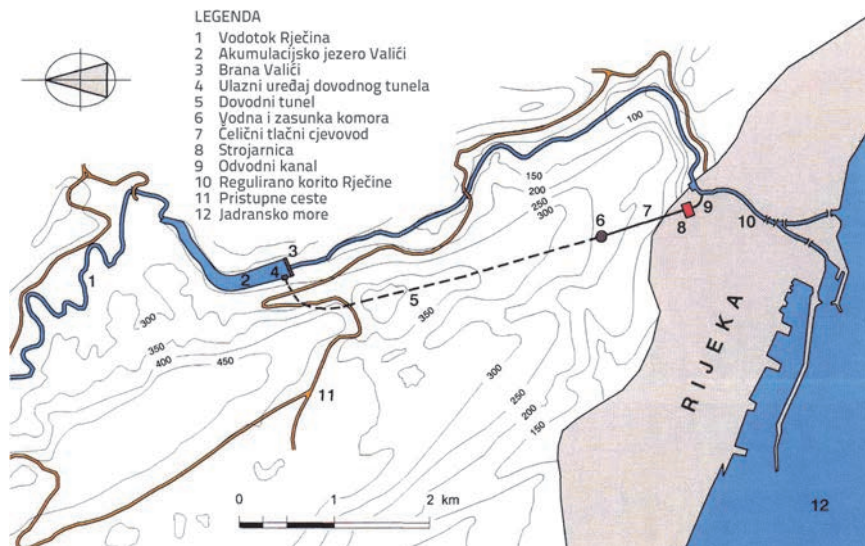 LEGENDA
1 Vodotok Rječina
2 Akumulacijsko jezero Valići
3 Brana Valići
4 Ulazni uređaj dovodnog tunela
5 Dovodni tunel
6 Vodna i zasunka komora
7 Čelični tlačni cjevovod
8 Strojarnica
9 Odvodni kanal
10 Regulirano korito Rječine
11 Pristupne ceste
12 Jadransko more
100
150
200
250
300
3
6
7
9
8
10
4
2
1
5
300
350
350
400
450
11
300
250
200
150
RIJEKA
12
0 1 2 km